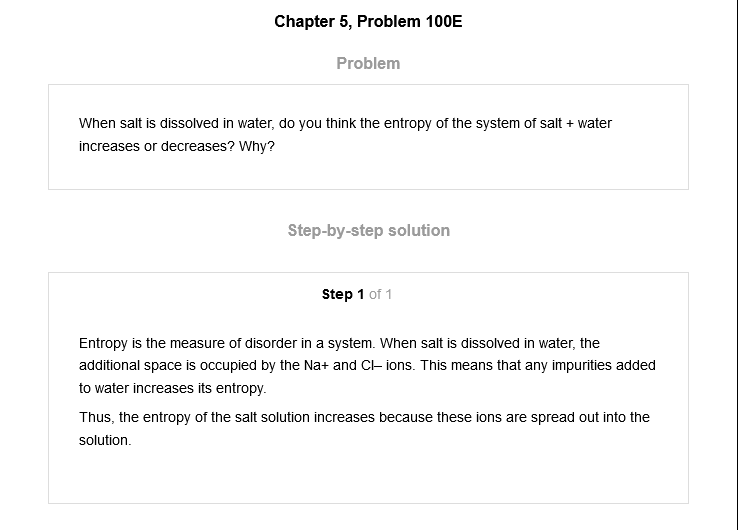 Chapter 5, Problem 100E
Problem
When salt is dissolved in water, do you think the entropy of the system of salt + water
increases or decreases? Why?
Step-by-step solution
Step 1 of 1
Entropy is the measure of disorder in a system. When salt is dissolved in water, the
additional space is occupied by the Na+ and Cl– ions. This means that any impurities added
to water increases its entropy.
Thus, the entropy of the salt solution increases because these ions are spread out into the
solution.